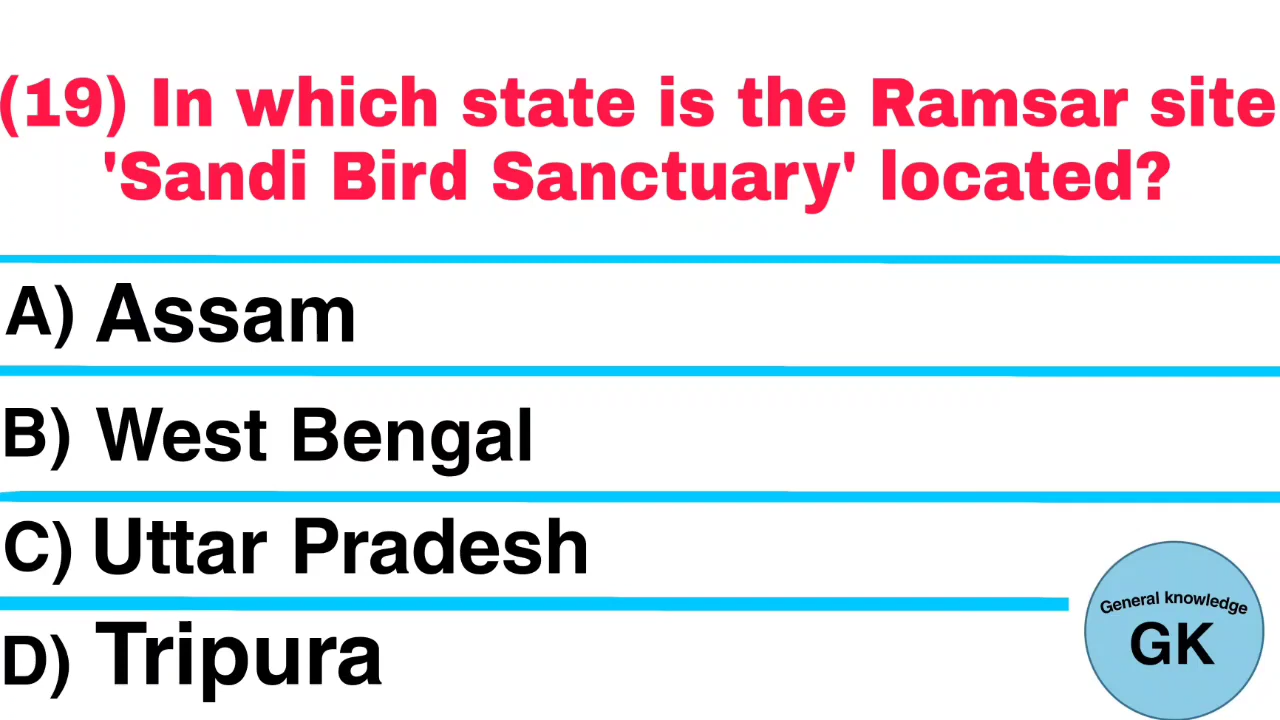 (19) In which state is the Ramsar site
'Sandi Bird Sanctuary' located?
A) Assam
B) West Bengal
C) Uttar Pradesh
D) Tripura
General knowledge
GK